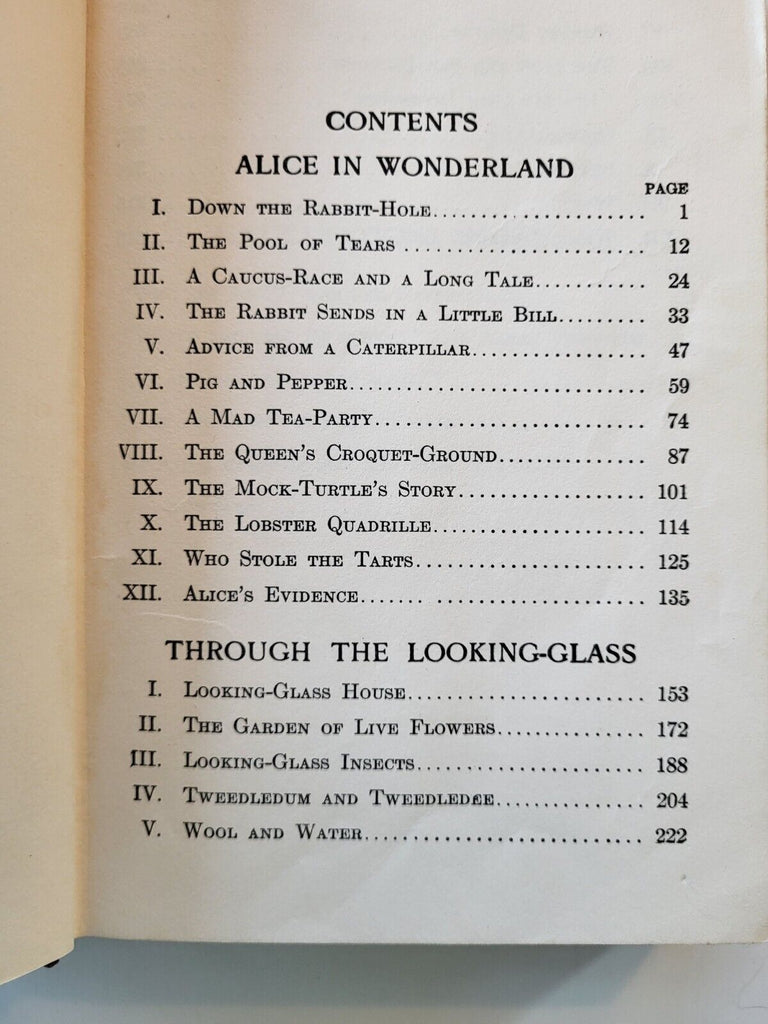 CONTENTS
ALICE IN WONDERLAND
PAGE
I. Down the Rabbit-Hole........................ 1
II. The Pool of Tears ........................ 12
III. A Caucus-Race and a Long Tale........... 24
IV. The Rabbit Sends in a Little Bill......... 33
V. Advice from a Caterpillar.................. 47
VI. Pig and Pepper............................. 59
VII. A Mad Tea-Party.......................... 74
VIII. The Queen's Croquet-Ground............... 87
IX. The Mock-Turtle's Story................... 101
X. The Lobster Quadrille...................... 114
XI. Who Stole the Tarts....................... 125
XII. Alice's Evidence......................... 135
THROUGH THE LOOKING-GLASS
I. Looking-Glass House........................ 153
II. The Garden of Live Flowers............... 172
III. Looking-Glass Insects.................... 188
IV. Tweedledum and Tweedledee............... 204
V. Wool and Water............................ 222